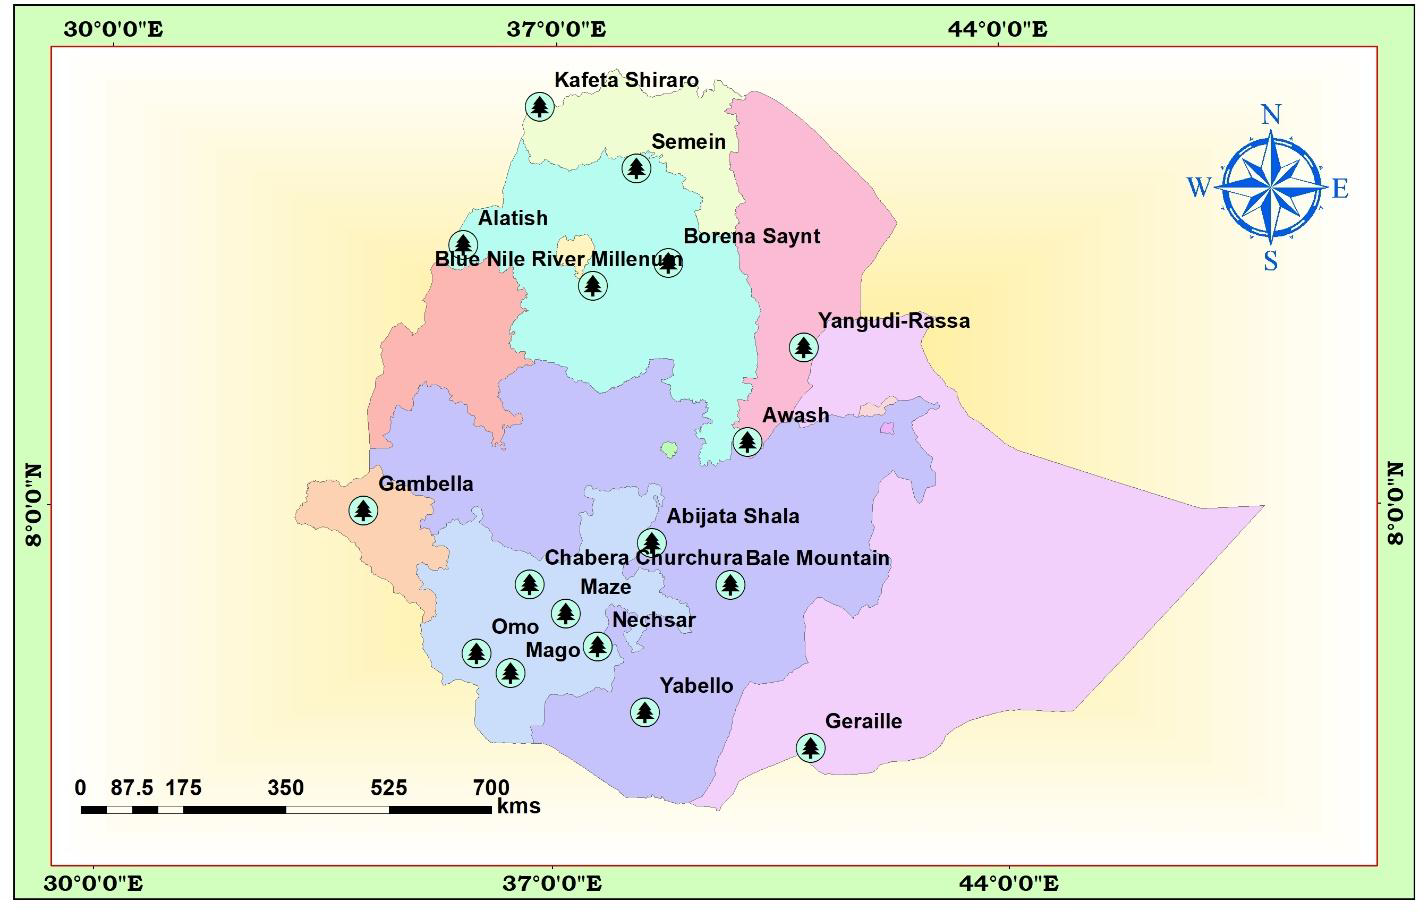 30°0'0"E 37°0'0"E 44°0'0"E
Kafeta Shiraro
N
Semein
W E
Alatish
Borena Saynt
Blue Nile River Millenum
S
Yangudi-Rassa
Awash
Gambella
8°0'0"N 8°0'0"N
Abijata Shala
Chabera Churchura Bale Mountain
Maze
Nechsar
Omo
Mago
Yabello
Geraille
0 87.5 175 350 525 700
kms
30°0'0"E 37°0'0"E 44°0'0"E